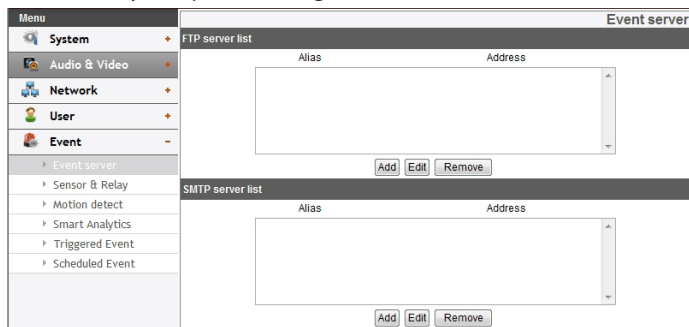 Menu
Event server
System +
Audio & Video +
Network +
User +
Event -
Event server
Sensor & Relay
Motion detect
Smart Analytics
Triggered Event
Scheduled Event
FTP server list
Alias Address
Add Edit Remove
SMTP server list
Alias Address
Add Edit Remove